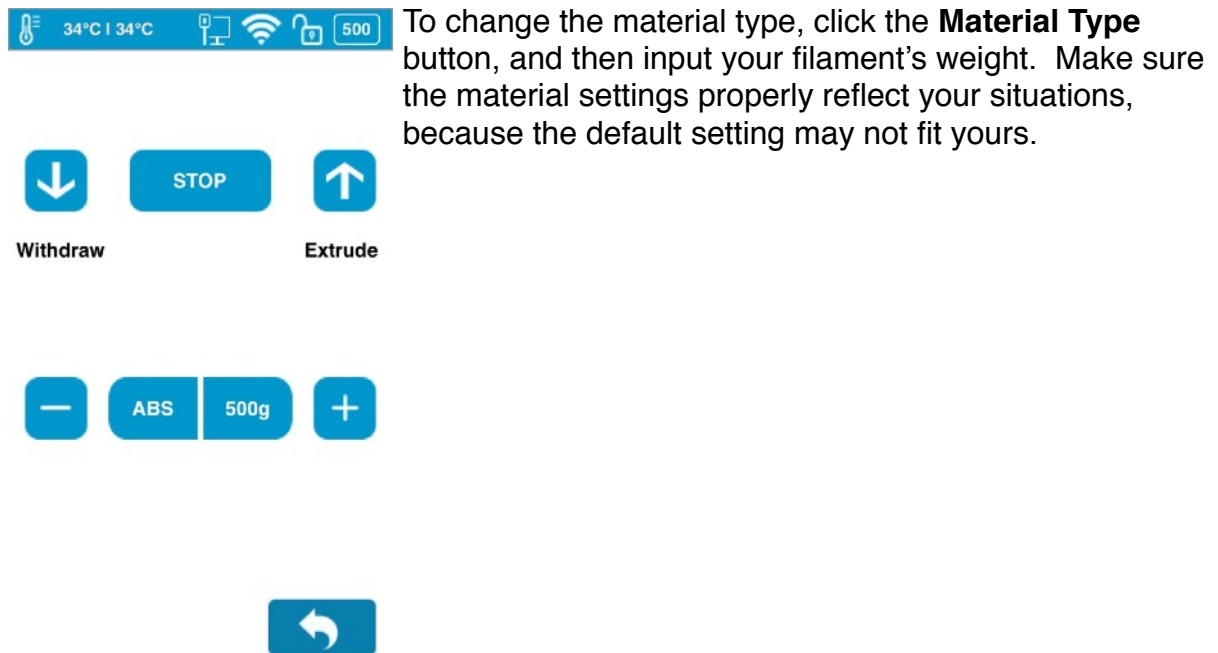 34°C | 34°C 500
To change the material type, click the Material Type
button, and then input your filament's weight.  Make sure
the material settings properly reflect your situations,
because the default setting may not fit yours.
STOP
Withdraw Extrude
ABS 500g